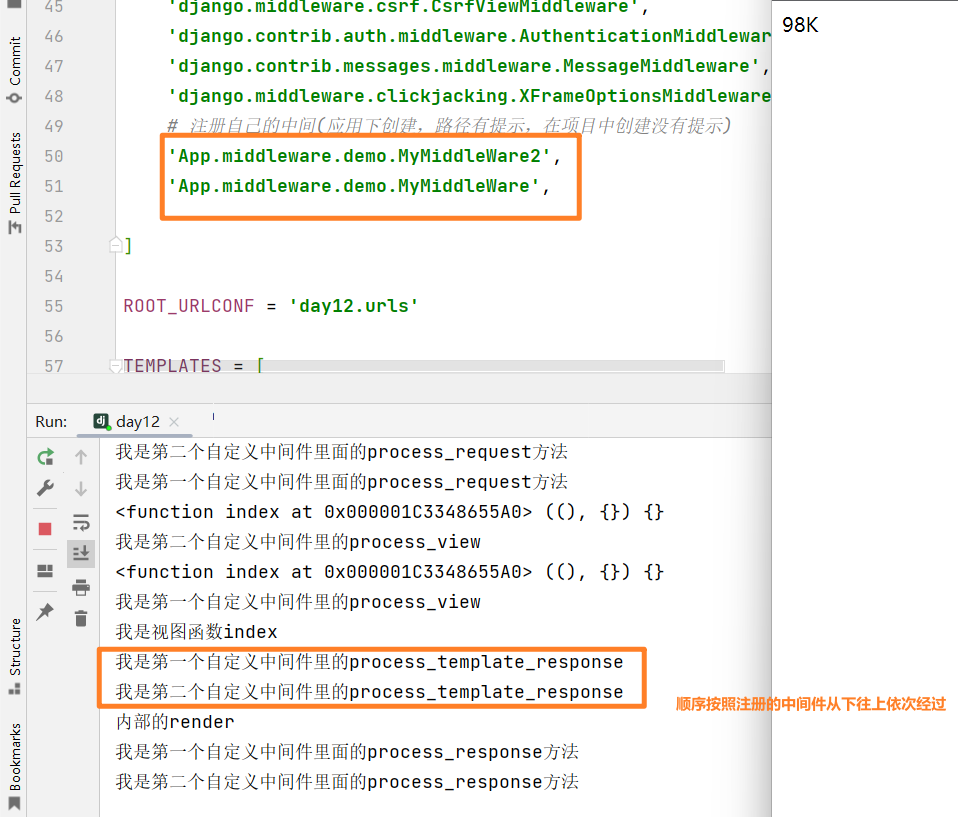 Commit
Pull Requests
Structure
Bookmarks
45 'django.middleware.csrf.CsrfViewMiddleware',
46 'django.contrib.auth.middleware.AuthenticationMiddlewar
47 'django.contrib.messages.middleware.MessageMiddleware',
48 'django.middleware.clickjacking.XFrameOptionsMiddleware
49 # 注册自己的中间(应用下创建，路径有提示，在项目中创建没有提示)
50 'App.middleware.demo.MyMiddleWare2',
51 'App.middleware.demo.MyMiddleWare',
52
53 ]
54
55 ROOT_URLCONF = 'day12.urls'
56
57 TEMPLATES = [
98K
Run: dj day12
我是第二个自定义中间件里面的process_request方法
我是第一个自定义中间件里面的process_request方法
<function index at 0x000001C3348655A0> ((), {}) {}
我是第二个自定义中间件里的process_view
<function index at 0x000001C3348655A0> ((), {}) {}
我是第一个自定义中间件里的process_view
我是视图函数index
我是第一个自定义中间件里的process_template_response
我是第二个自定义中间件里的process_template_response
顺序按照注册的中间件从下往上依次经过
内部的render
我是第一个自定义中间件里面的process_response方法
我是第二个自定义中间件里面的process_response方法